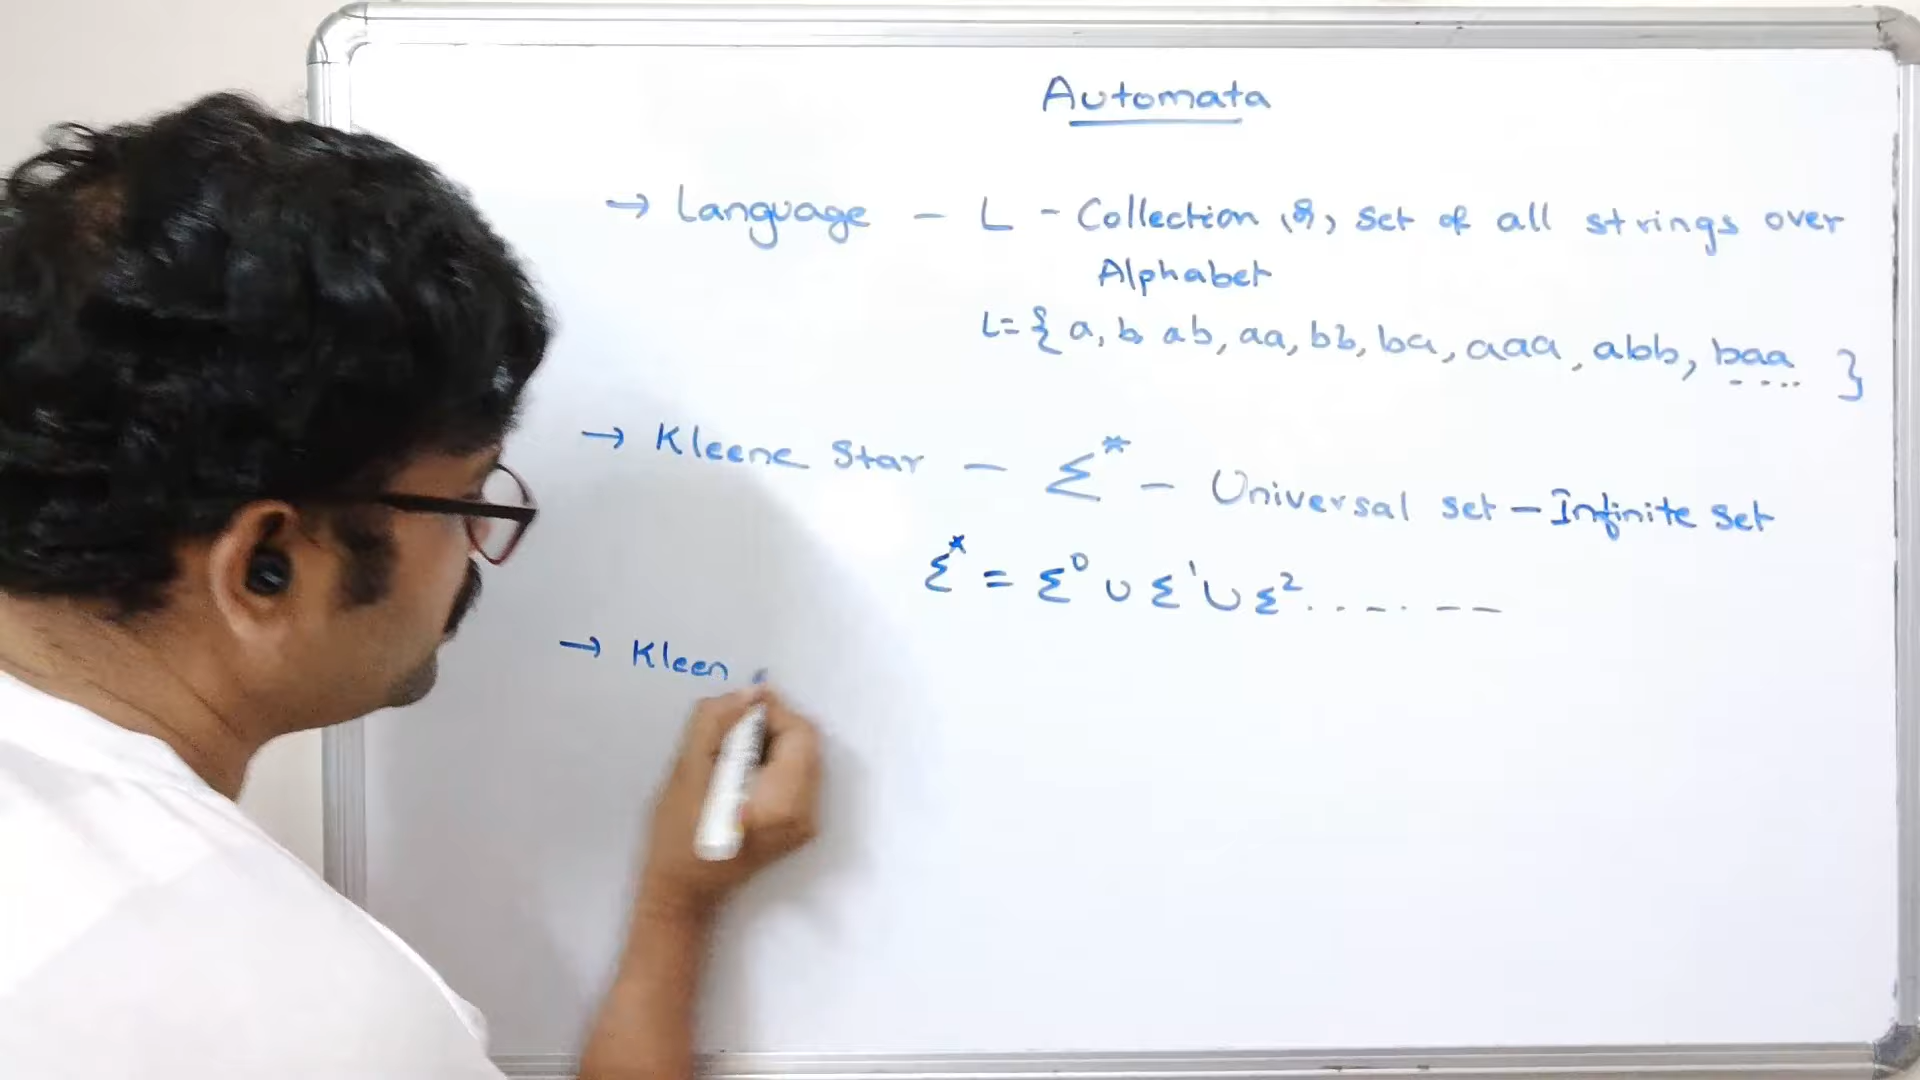 Automata
→ Language – L – Collection (or) set of all strings over
Alphabet
L = { a, b, ab, aa, bb, ba, aaa, abb, baa .... }
→ Kleene Star – Σ* – Universal set – Infinite set
Σ* = Σ⁰ ∪ Σ¹ ∪ Σ² ........
→ Kleen